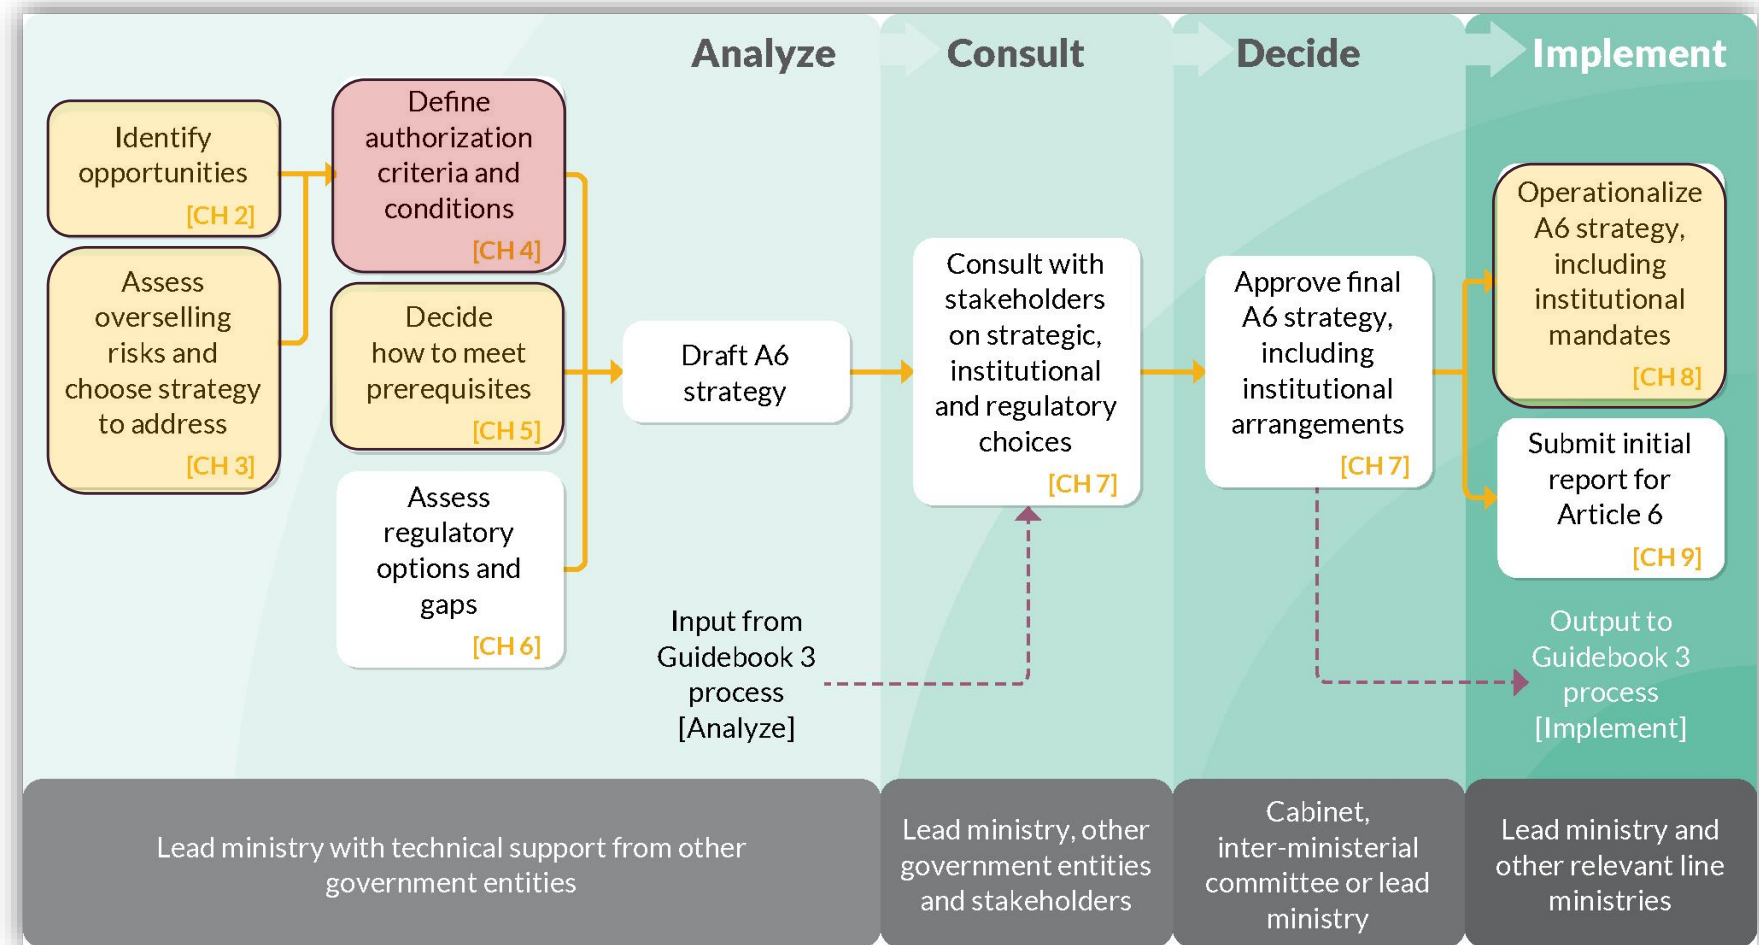 Analyze
Consult
Decide
Implement
Identify
opportunities
[CH 2]
Assess
overselling
risks and
choose strategy
to address
[CH 3]
Define
authorization
criteria and
conditions
[CH 4]
Decide
how to meet
prerequisites
[CH 5]
Assess
regulatory
options and
gaps
[CH 6]
Draft A6
strategy
Input from
Guidebook 3
process
[Analyze]
Consult with
stakeholders
on strategic,
institutional
and regulatory
choices
[CH 7]
Approve final
A6 strategy,
including
institutional
arrangements
[CH 7]
Operationalize
A6 strategy,
including
institutional
mandates
[CH 8]
Submit initial
report for
Article 6
[CH 9]
Output to
Guidebook 3
process
[Implement]
Lead ministry with technical support from other
government entities
Lead ministry, other
government entities
and stakeholders
Cabinet,
inter-ministerial
committee or lead
ministry
Lead ministry and
other relevant line
ministries